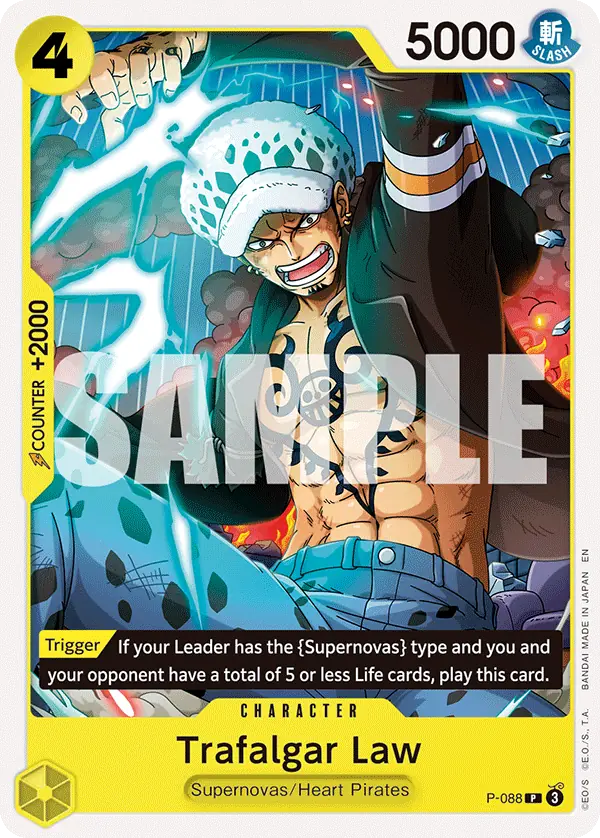 4
5000
斬
SLASH
COUNTER +2000
SAMPLE
Trigger If your Leader has the {Supernovas} type and you and
your opponent have a total of 5 or less Life cards, play this card.
CHARACTER
Trafalgar Law
Supernovas/Heart Pirates
P-088 P 3
©EO/S ©E.O./S., T.A. BANDAI MADE IN JAPAN EN